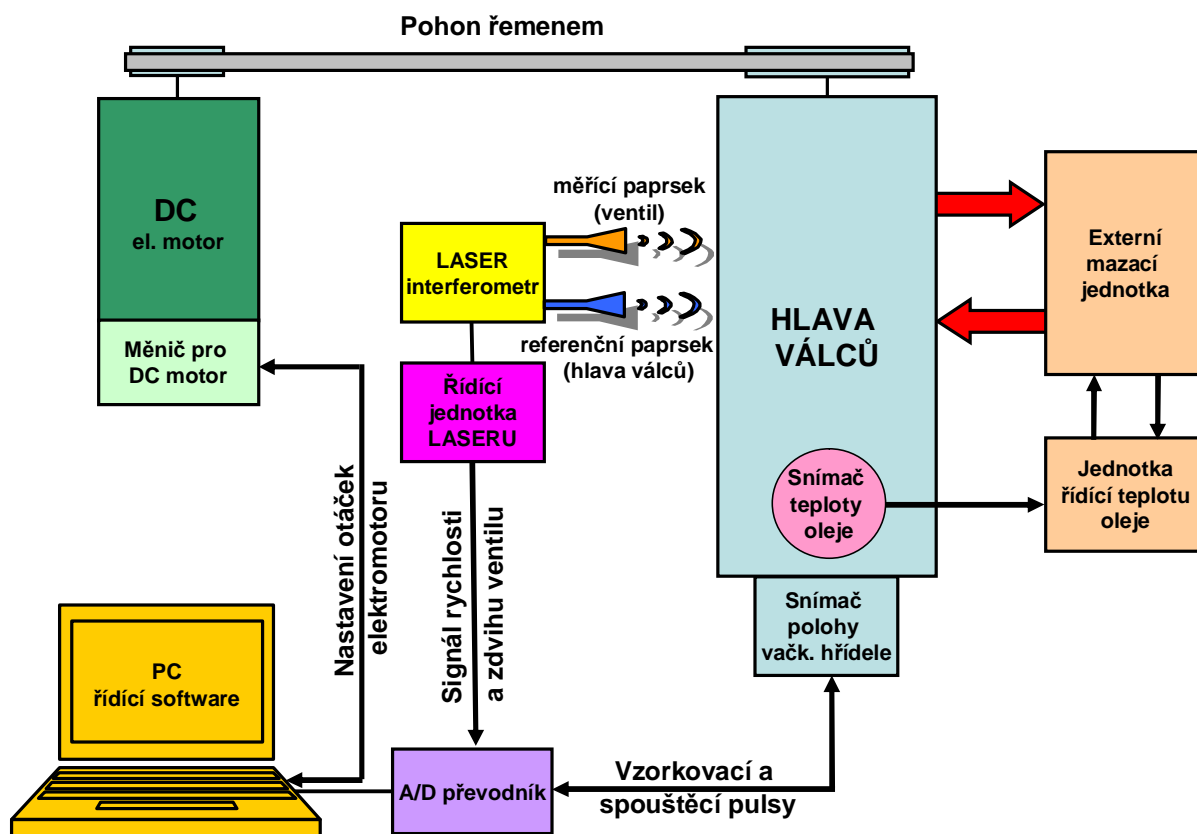 Pohon řemenem
DC
el. motor
Měnič pro
DC motor
LASER
interferometr
měřící paprsek
(ventil)
referenční paprsek
(hlava válců)
Řídící
jednotka
LASERU
HLAVA
VÁLCŮ
Externí
mazací
jednotka
Snímač
teploty
oleje
Jednotka
řídící teplotu
oleje
Snímač
polohy
vačk. hřídele
Nastavení otáček
elektromotoru
Signál rychlosti
a zdvihu ventilu
PC
řídící software
A/D převodník
Vzorkovací a
spouštěcí pulsy